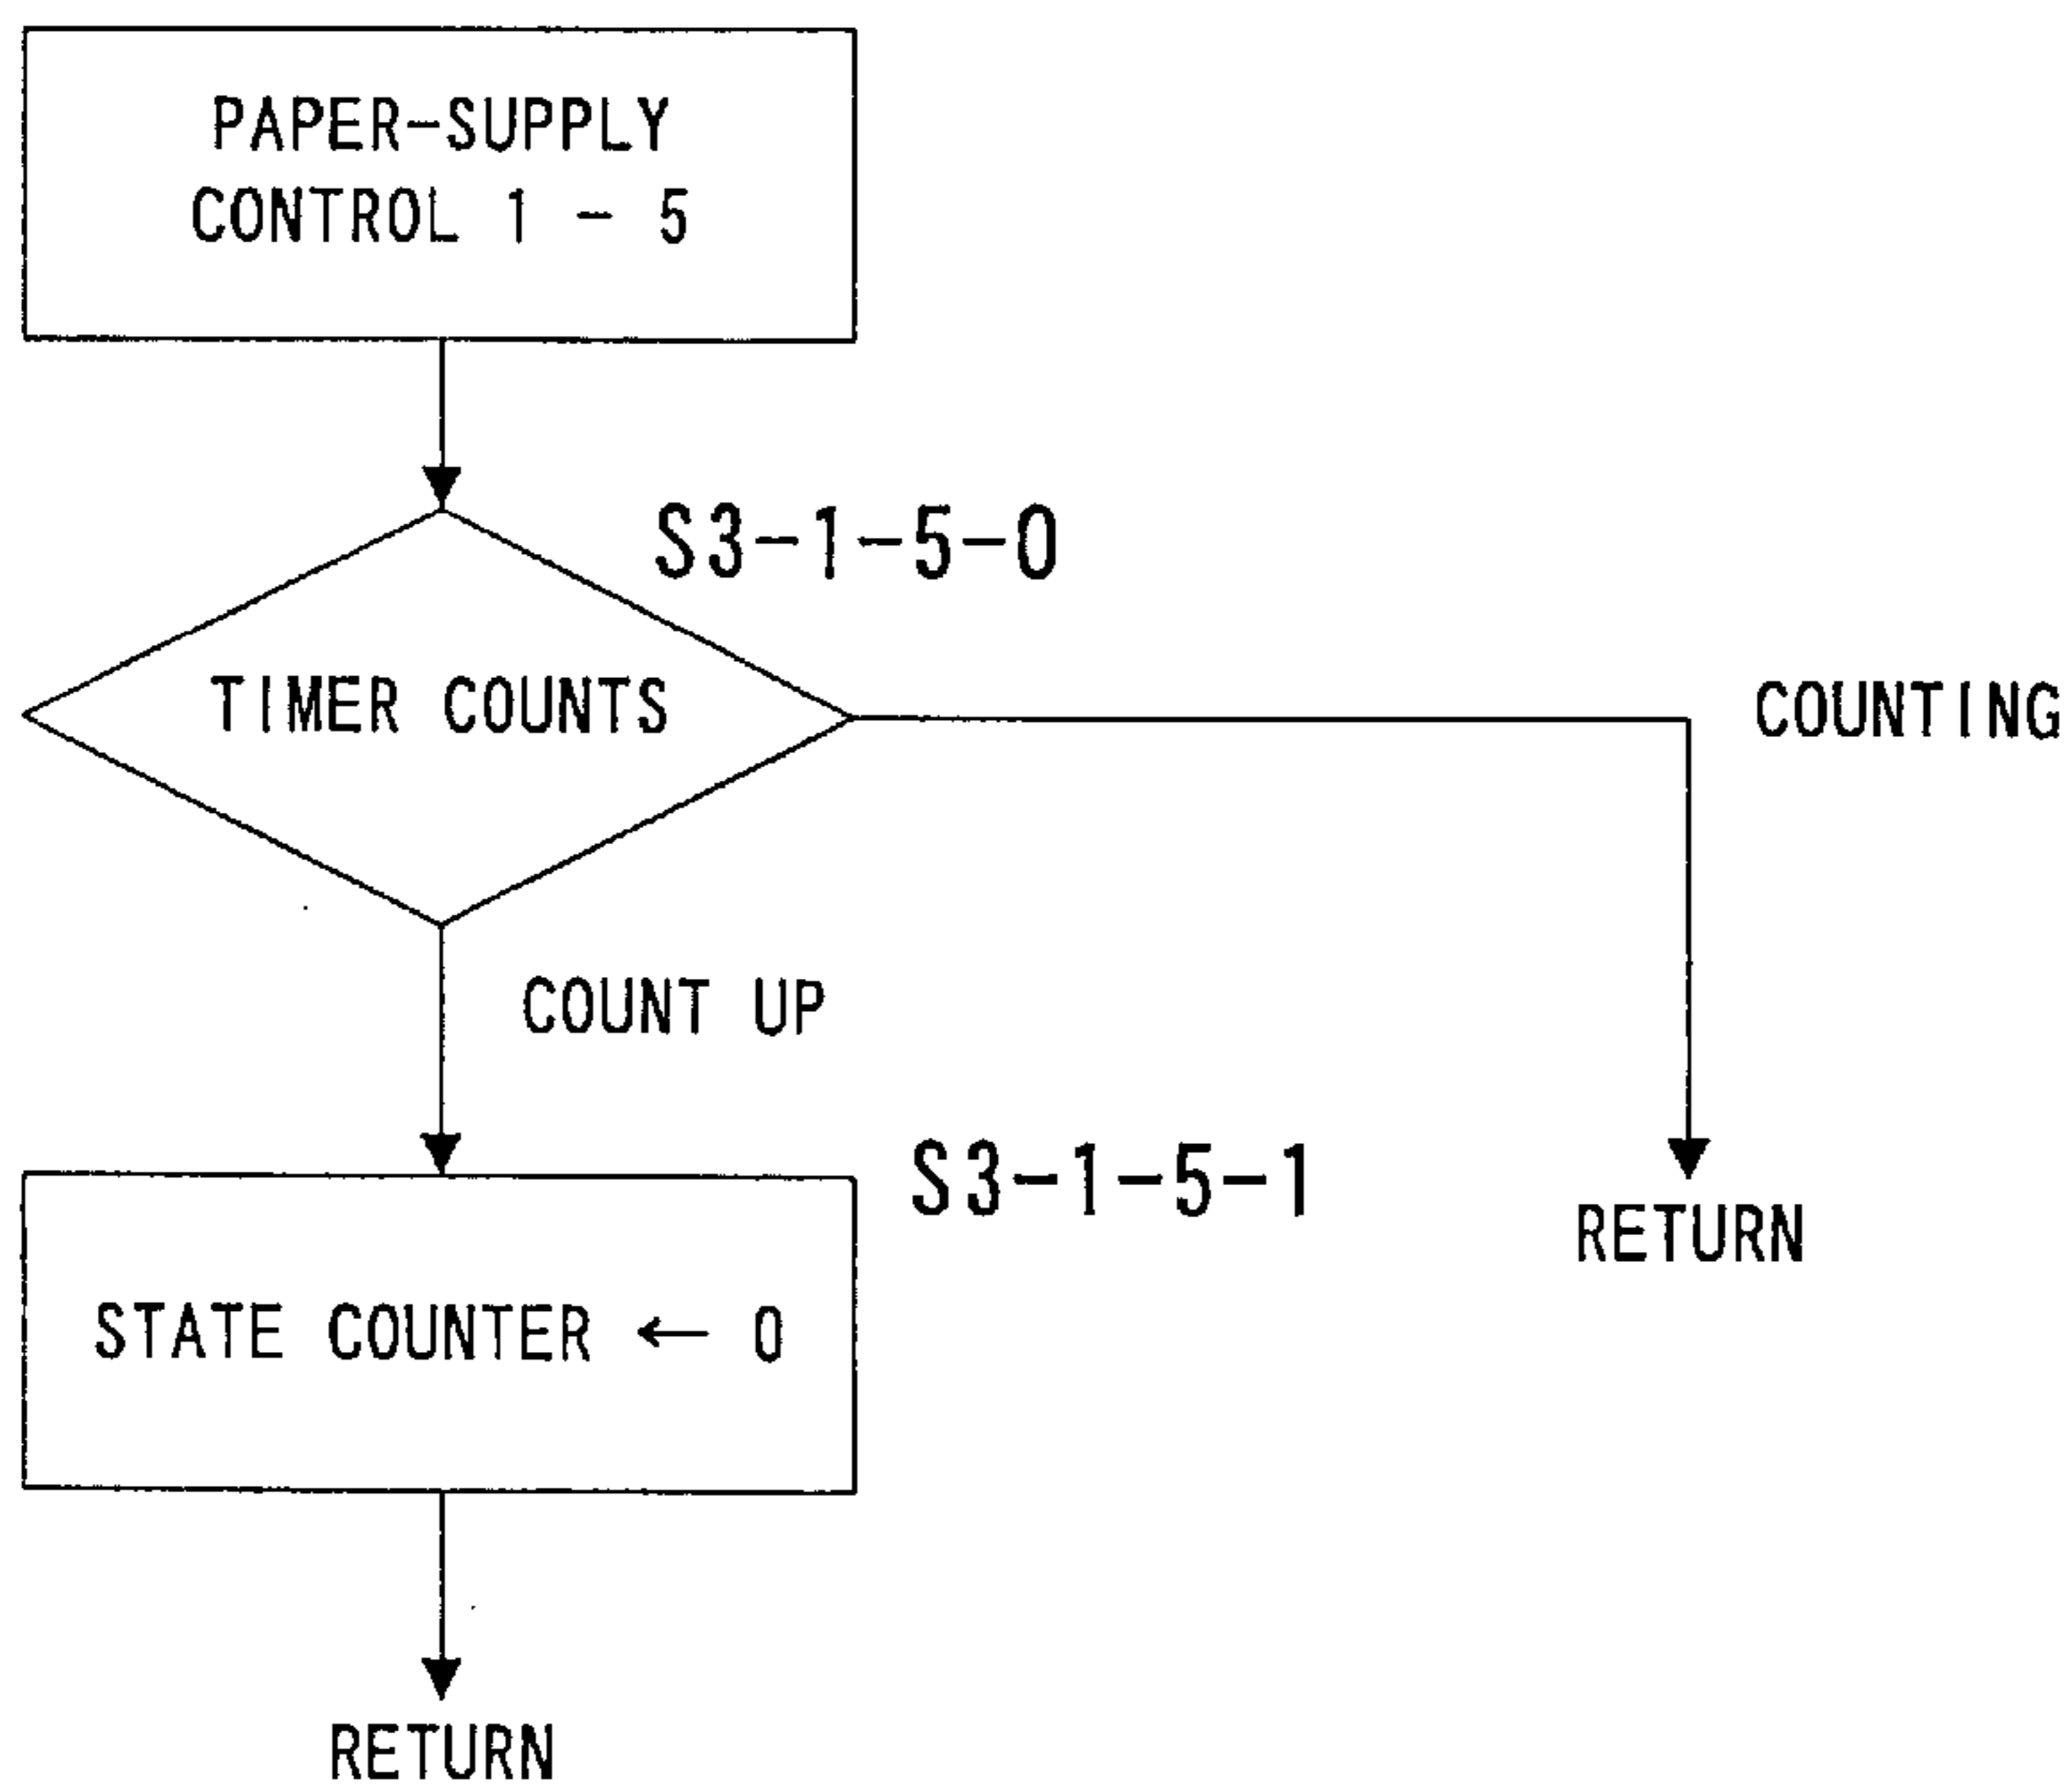 PAPER-SUPPLY
CONTROL 1 - 5
S3-1-5-0
TIMER COUNTS
COUNTING
COUNT UP
S3-1-5-1
RETURN
STATE COUNTER ← 0
RETURN